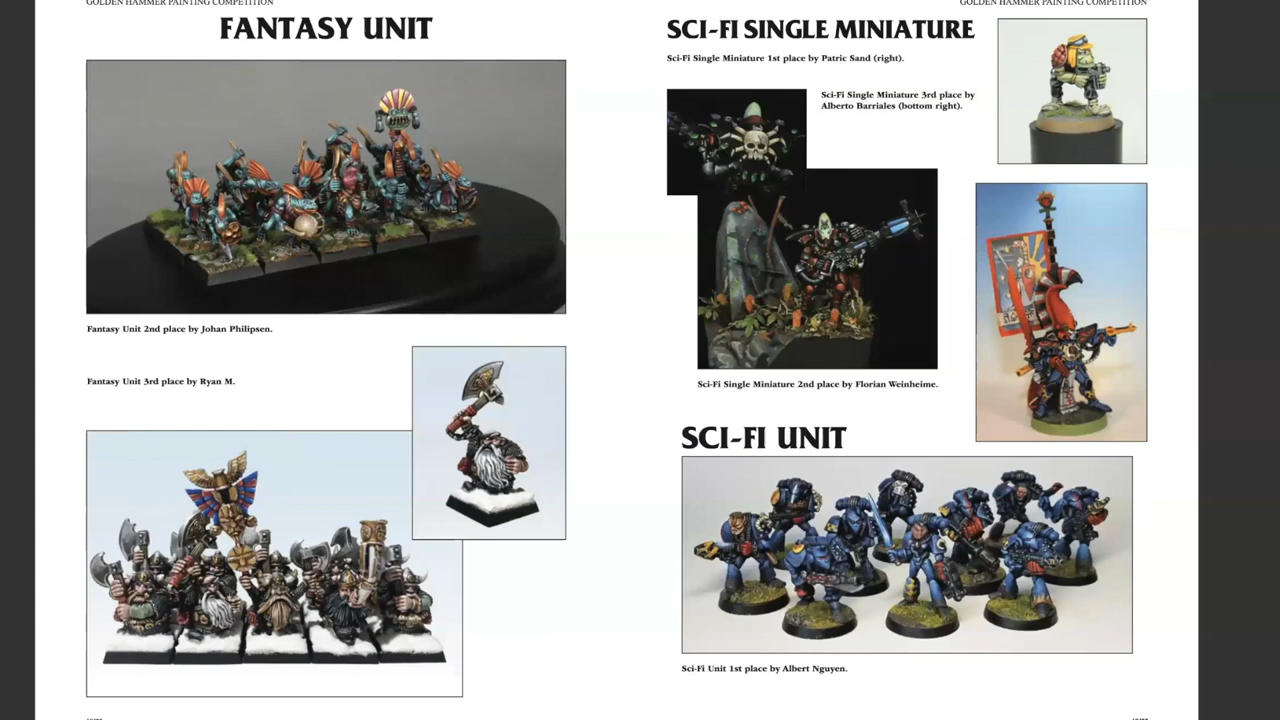 GOLDEN HAMMER PAINTING COMPETITION
FANTASY UNIT
Fantasy Unit 2nd place by Johan Philipsen.
Fantasy Unit 3rd place by Ryan M.
GOLDEN HAMMER PAINTING COMPETITION
SCI-FI SINGLE MINIATURE
Sci-Fi Single Miniature 1st place by Patric Sand (right).
Sci-Fi Single Miniature 3rd place by
Alberto Barriales (bottom right).
Sci-Fi Single Miniature 2nd place by Florian Weinheime.
SCI-FI UNIT
Sci-Fi Unit 1st place by Albert Nguyen.